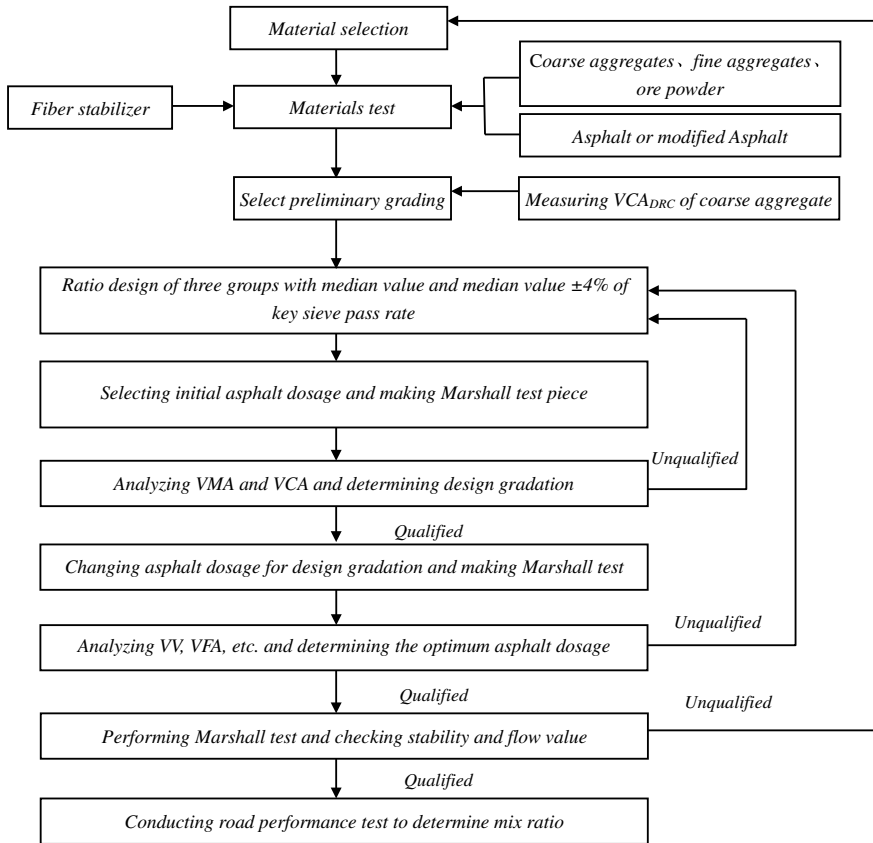 Material selection
Coarse aggregates、fine aggregates、
ore powder
Fiber stabilizer
Materials test
Asphalt or modified Asphalt
Select preliminary grading
Measuring VCADRC of coarse aggregate
Ratio design of three groups with median value and median value ±4% of
key sieve pass rate
Selecting initial asphalt dosage and making Marshall test piece
Unqualified
Analyzing VMA and VCA and determining design gradation
Qualified
Changing asphalt dosage for design gradation and making Marshall test
Unqualified
Analyzing VV, VFA, etc. and determining the optimum asphalt dosage
Qualified
Unqualified
Performing Marshall test and checking stability and flow value
Qualified
Conducting road performance test to determine mix ratio